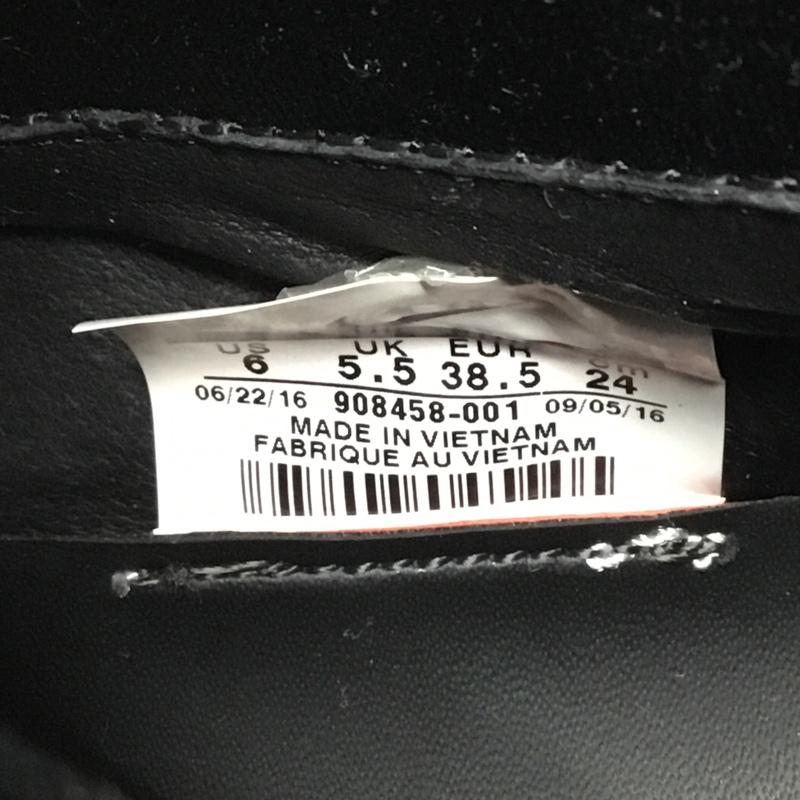 US UK EUR cm
6 5.5 38.5 24
06/22/16 908458-001 09/05/16
MADE IN VIETNAM
FABRIQUE AU VIETNAM